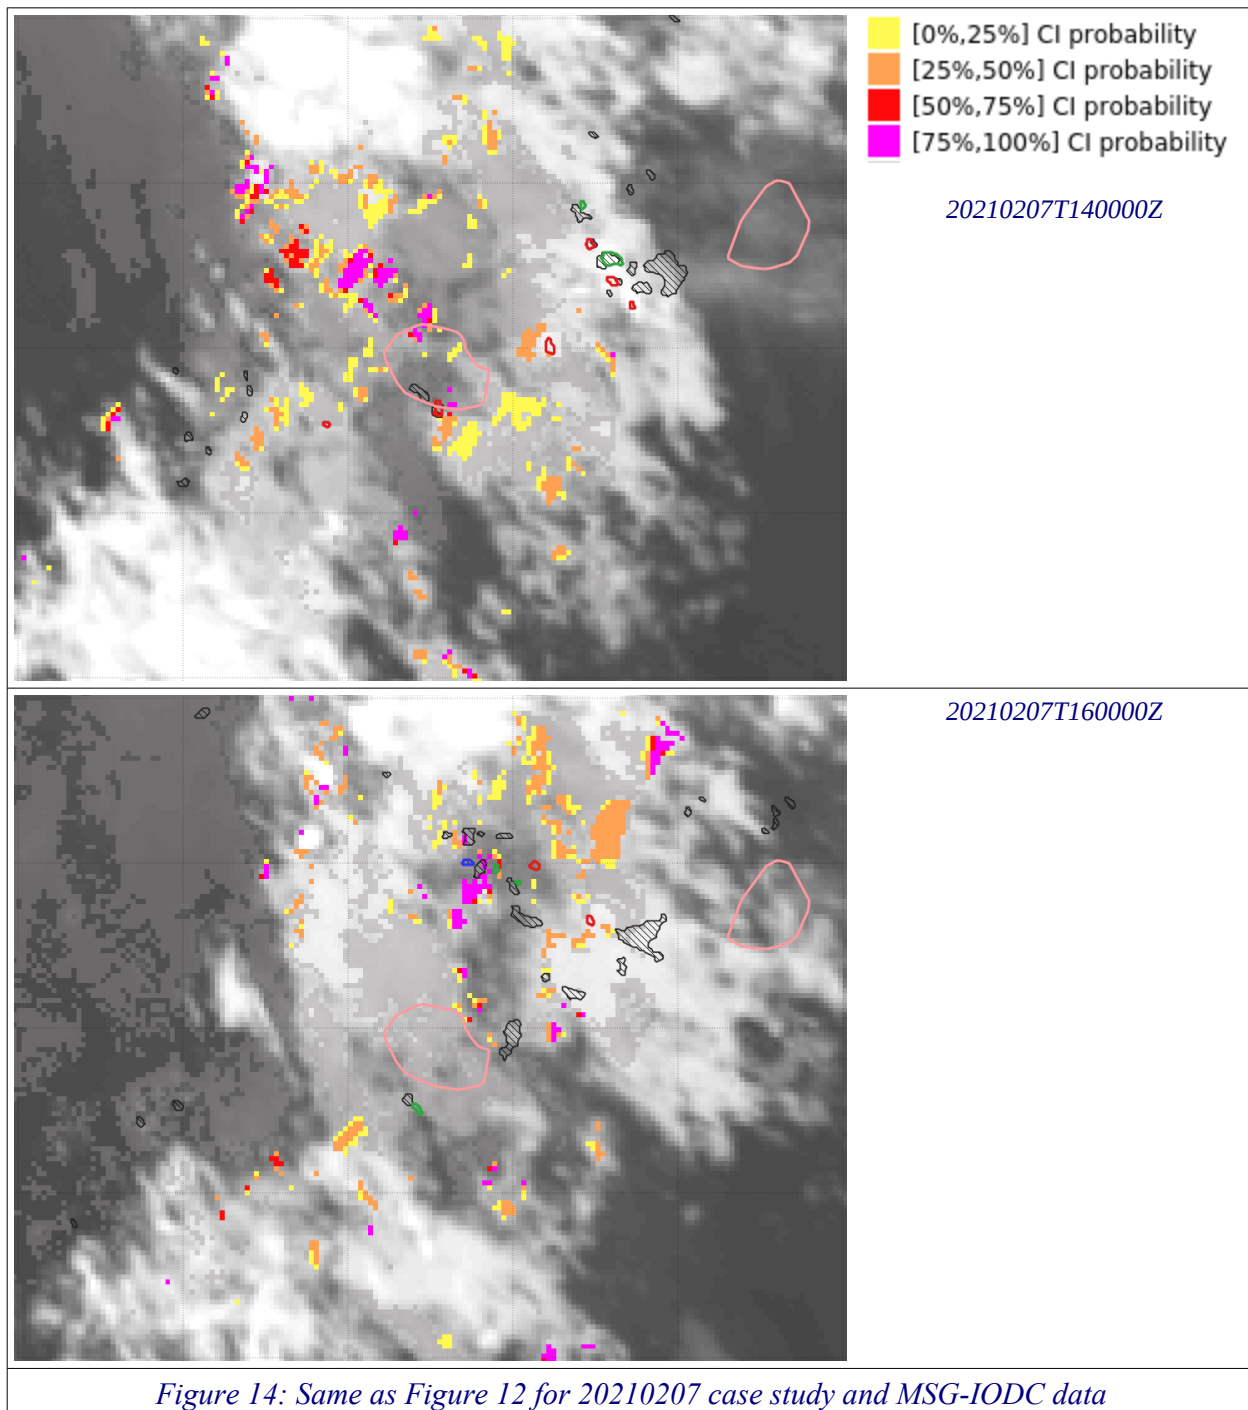 [0%,25%] CI probability
[25%,50%] CI probability
[50%,75%] CI probability
[75%,100%] CI probability
20210207T140000Z
20210207T160000Z
Figure 14: Same as Figure 12 for 20210207 case study and MSG-IODC data